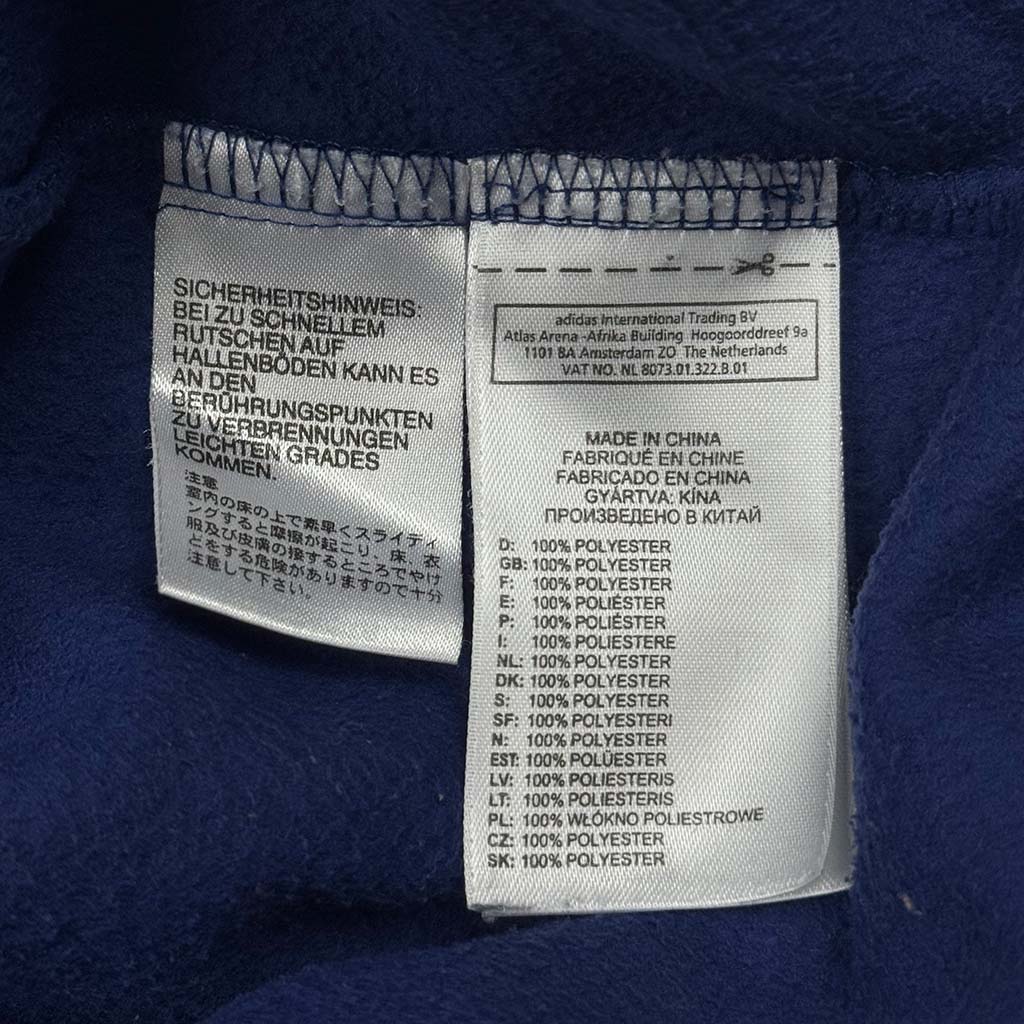 SICHERHEITSHINWEIS:
BEI ZU SCHNELLEM
RUTSCHEN AUF
HALLENBÖDEN KANN ES
AN DEN
BERÜHRUNGSPUNKTEN
ZU VERBRENNUNGEN
LEICHTEN GRADES
KOMMEN.
注意
室内の床の上で素早くスライディ
ングすると摩擦が起こり、床、衣
服及び皮膚の接するところでやけ
どをする危険がありますので十分
注意して下さい。
adidas International Trading BV
Atlas Arena -Afrika Building Hoogoorddreef 9a
1101 BA Amsterdam ZO The Netherlands
VAT NO. NL 8073.01.322.B.01
MADE IN CHINA
FABRIQUÉ EN CHINE
FABRICADO EN CHINA
GYÁRTVA: KÍNA
ПРОИЗВЕДЕНО В КИТАЙ
D: 100% POLYESTER
GB: 100% POLYESTER
F: 100% POLYESTER
E: 100% POLIÉSTER
P: 100% POLIÉSTER
I: 100% POLIESTERE
NL: 100% POLYESTER
DK: 100% POLYESTER
S: 100% POLYESTER
SF: 100% POLYESTERI
N: 100% POLYESTER
EST: 100% POLÜESTER
LV: 100% POLIESTERIS
LT: 100% POLIESTERIS
PL: 100% WŁÓKNO POLIESTROWE
CZ: 100% POLYESTER
SK: 100% POLYESTER